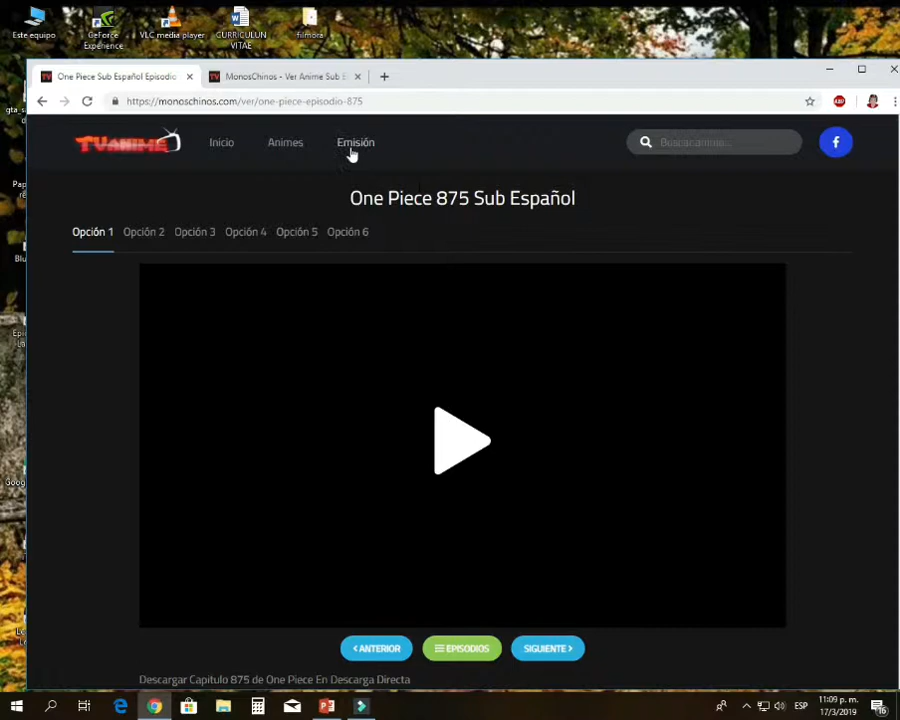 Este equipo
GeForce
Experience
VLC media player
CURRICULUN
VITAE
filmora
One Piece Sub Español Episodio
MonosChinos - Ver Anime Sub E
https://monoschinos.com/ver/one-piece-episodio-875
TVANIME
Inicio
Animes
Emisión
Buscar anime...
One Piece 875 Sub Español
Opción 1
Opción 2
Opción 3
Opción 4
Opción 5
Opción 6
ANTERIOR
EPISODIOS
SIGUIENTE
Descargar Capitulo 875 de One Piece En Descarga Directa
ESP
11:09 p. m.
17/3/2019